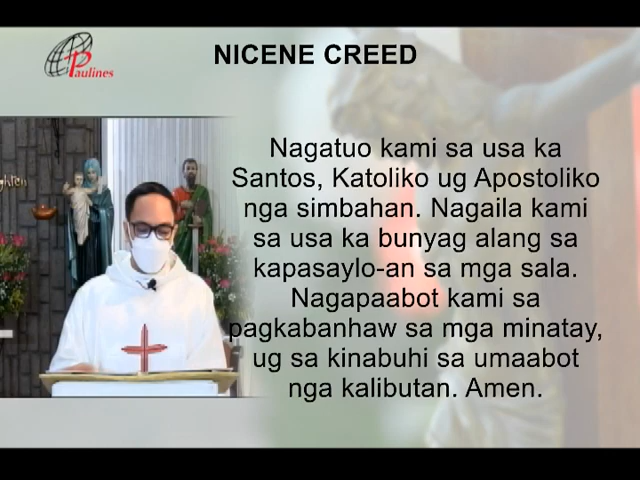 Paulines
NICENE CREED
Nagatuo kami sa usa ka
Santos, Katoliko ug Apostoliko
nga simbahan. Nagaila kami
sa usa ka bunyag alang sa
kapasaylo-an sa mga sala.
Nagapaabot kami sa
pagkabanhaw sa mga minatay,
ug sa kinabuhi sa umaabot
nga kalibutan. Amen.